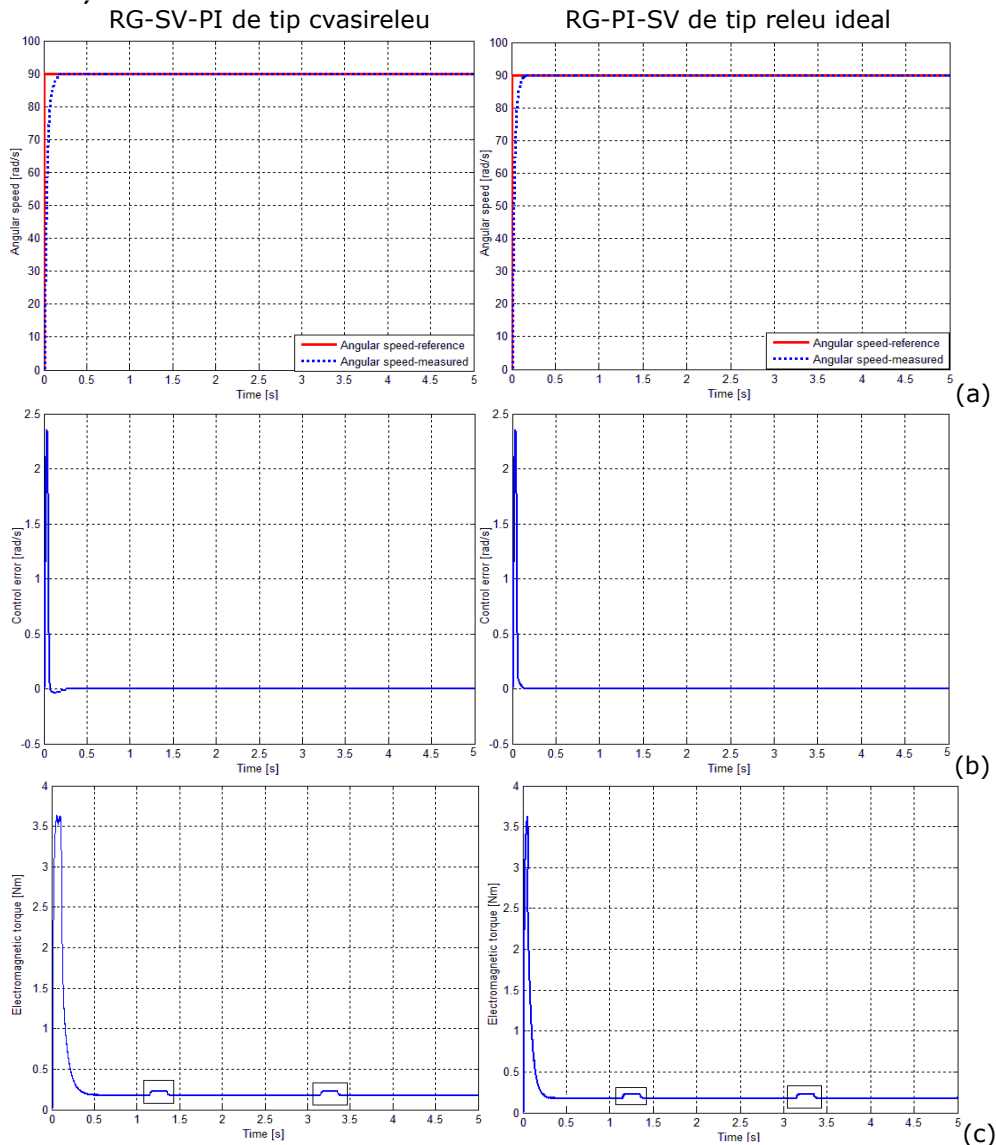 RG-SV-PI de tip cvasireleu
RG-PI-SV de tip releu ideal
100
90
80
70
60
50
40
30
20
10
0
Angular speed [rad/s]
Angular speed-reference
Angular speed-measured
0 0.5 1 1.5 2 2.5 3 3.5 4 4.5 5
Time [s]
100
90
80
70
60
50
40
30
20
10
0
Angular speed [rad/s]
Angular speed-reference
Angular speed-measured
0 0.5 1 1.5 2 2.5 3 3.5 4 4.5 5
Time [s]
(a)
2.5
2
1.5
1
0.5
0
-0.5
Control error [rad/s]
0 0.5 1 1.5 2 2.5 3 3.5 4 4.5 5
Time [s]
2.5
2
1.5
1
0.5
0
-0.5
Control error [rad/s]
0 0.5 1 1.5 2 2.5 3 3.5 4 4.5 5
Time [s]
(b)
4
3.5
3
2.5
2
1.5
1
0.5
0
Electromagnetic torque [Nm]
0 0.5 1 1.5 2 2.5 3 3.5 4 4.5 5
Time [s]
4
3.5
3
2.5
2
1.5
1
0.5
0
Electromagnetic torque [Nm]
0 0.5 1 1.5 2 2.5 3 3.5 4 4.5 5
Time [s]
(c)